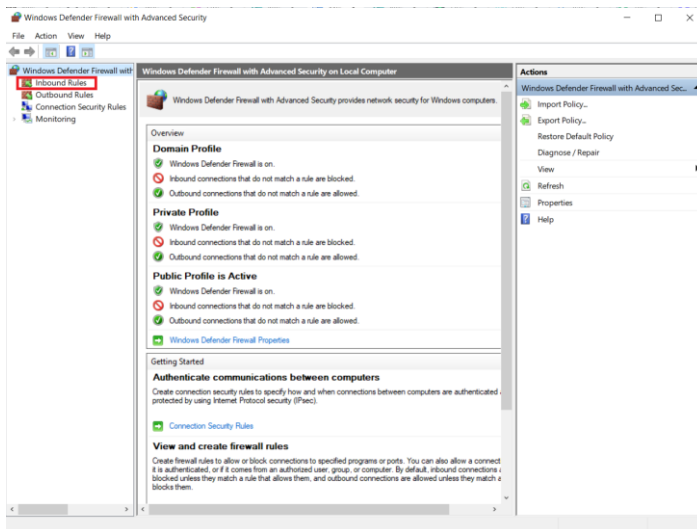 Windows Defender Firewall with Advanced Security
File Action View Help
Windows Defender Firewall with
Inbound Rules
Outbound Rules
Connection Security Rules
Monitoring
Windows Defender Firewall with Advanced Security on Local Computer
Windows Defender Firewall with Advanced Security provides network security for Windows computers.
Overview
Domain Profile
Windows Defender Firewall is on.
Inbound connections that do not match a rule are blocked.
Outbound connections that do not match a rule are allowed.
Private Profile
Windows Defender Firewall is on.
Inbound connections that do not match a rule are blocked.
Outbound connections that do not match a rule are allowed.
Public Profile is Active
Windows Defender Firewall is on.
Inbound connections that do not match a rule are blocked.
Outbound connections that do not match a rule are allowed.
Windows Defender Firewall Properties
Getting Started
Authenticate communications between computers
Create connection security rules to specify how and when connections between computers are authenticated
protected by using Internet Protocol security (IPsec).
Connection Security Rules
View and create firewall rules
Create firewall rules to allow or block connections to specified programs or ports. You can also allow a connect
it is authenticated, or if it comes from an authorized user, group, or computer. By default, inbound connections
blocked unless they match a rule that allows them, and outbound connections are allowed unless they match a
blocks them.
Actions
Windows Defender Firewall with Advanced Sec...
Import Policy...
Export Policy...
Restore Default Policy
Diagnose / Repair
View
Refresh
Properties
Help